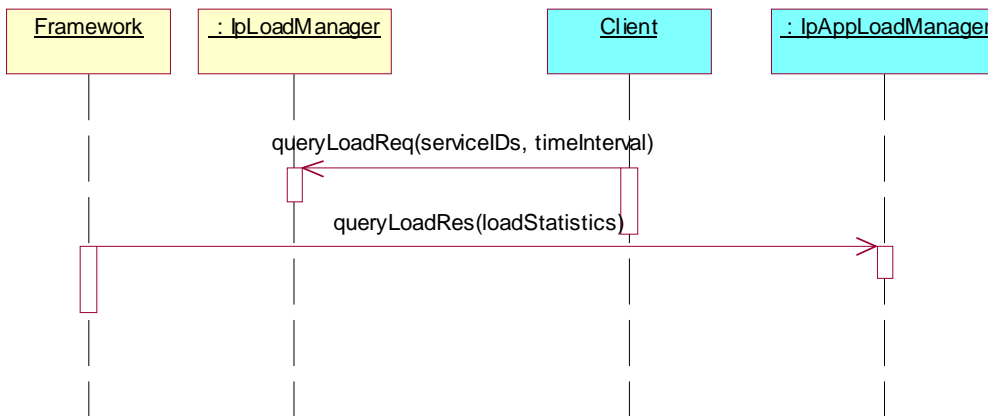 Framework
: IpLoadManager
Client
: IpAppLoadManager
queryLoadReq(serviceIDs, timeInterval)
queryLoadRes(loadStatistics)